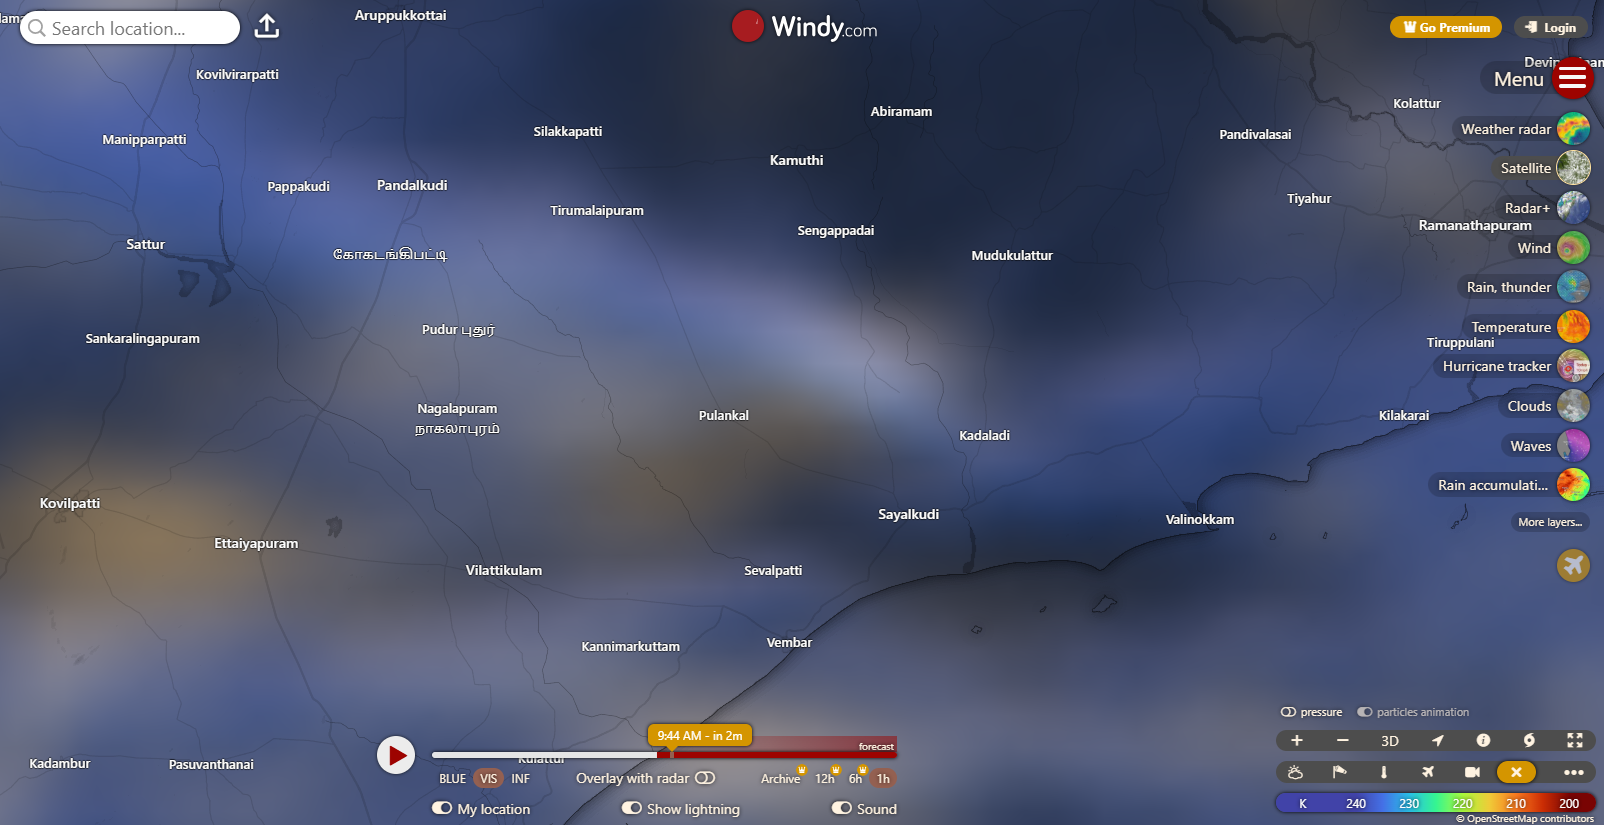 Aruppukkottai
Search location...
Windy.com
Go Premium
Login
Menu
Kovilvirarpatti
Kolattur
Abiramam
Silakkapatti
Weather radar
Pandivalasai
Manipparpatti
Kamuthi
Satellite
Pappakudi
Pandalkudi
Tirumalaipuram
Tiyahur
Radar+
Ramanathapuram
Sengappadai
Sattur
Wind
கோகடங்கிபட்டி
Mudukulattur
Rain, thunder
Pudur புதுர்
Temperature
Sankaralingapuram
Tiruppulani
Hurricane tracker
Nagalapuram
நாகலாபுரம்
Clouds
Pulankal
Kilakarai
Kadaladi
Waves
Rain accumulati...
Kovilpatti
Sayalkudi
Valinokkam
More layers...
Ettaiyapuram
Vilattikulam
Sevalpatti
Kannimarkuttam
Vembar
pressure
particles animation
9:44 AM - in 2m
forecast
3D
Kadambur
Pasuvanthanai
BLUE
VIS
INF
Overlay with radar
Archive
12h
6h
1h
My location
Show lightning
Sound
K 240 230 220 210 200
© OpenStreetMap contributors